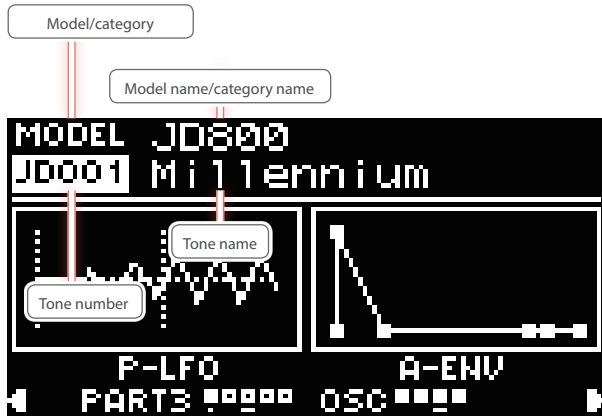 Model/category
Model name/category name
MODEL JD800
JD001 Millennium
Tone name
Tone number
P-LFO A-ENV
PART3 OSC